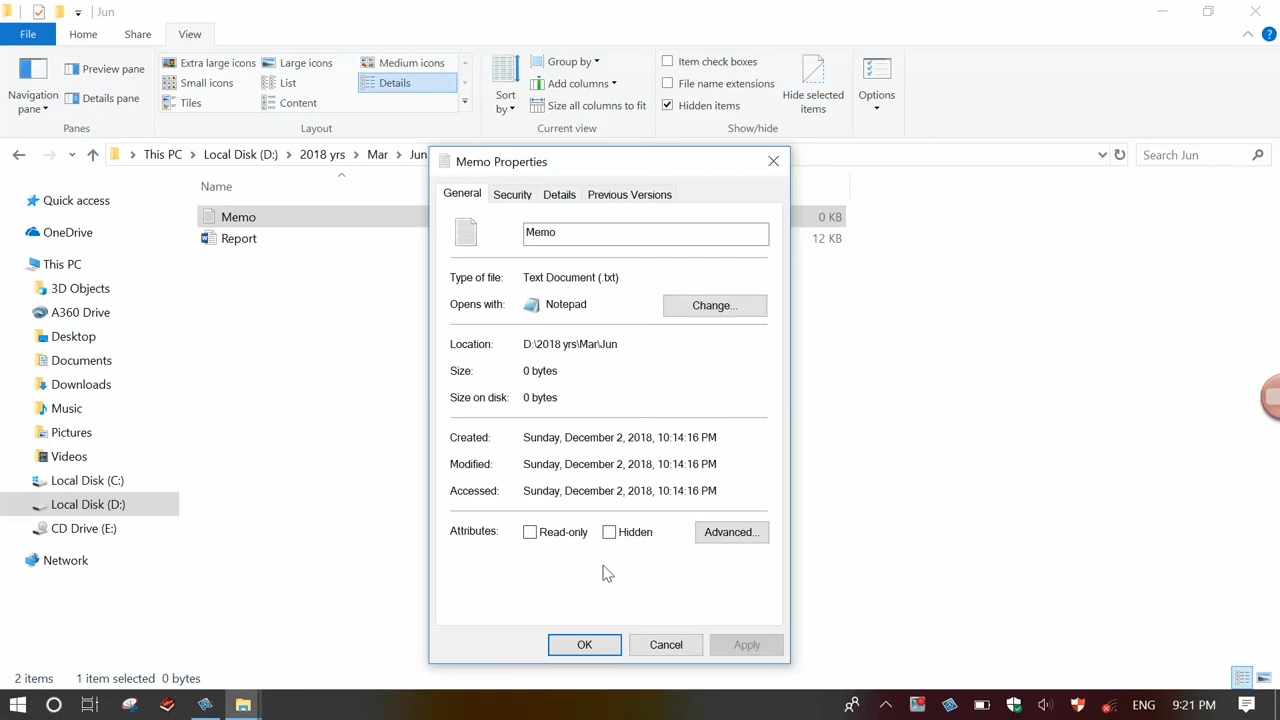 Jun
File Home Share View
Navigation pane
Preview pane
Details pane
Panes
Extra large icons Large icons Medium icons
Small icons List Details
Tiles Content
Layout
Sort by
Group by
Add columns
Size all columns to fit
Current view
Item check boxes
File name extensions
Hidden items
Hide selected items
Show/hide
Options
This PC Local Disk (D:) 2018 yrs Mar Jun
Search Jun
Quick access
OneDrive
This PC
3D Objects
A360 Drive
Desktop
Documents
Downloads
Music
Pictures
Videos
Local Disk (C:)
Local Disk (D:)
CD Drive (E:)
Network
Name
Memo 0 KB
Report 12 KB
Memo Properties
General Security Details Previous Versions
Memo
Type of file: Text Document (.txt)
Opens with: Notepad Change...
Location: D:\2018 yrs\Mar\Jun
Size: 0 bytes
Size on disk: 0 bytes
Created: Sunday, December 2, 2018, 10:14:16 PM
Modified: Sunday, December 2, 2018, 10:14:16 PM
Accessed: Sunday, December 2, 2018, 10:14:16 PM
Attributes: Read-only Hidden Advanced...
OK Cancel Apply
2 items 1 item selected 0 bytes
ENG 9:21 PM